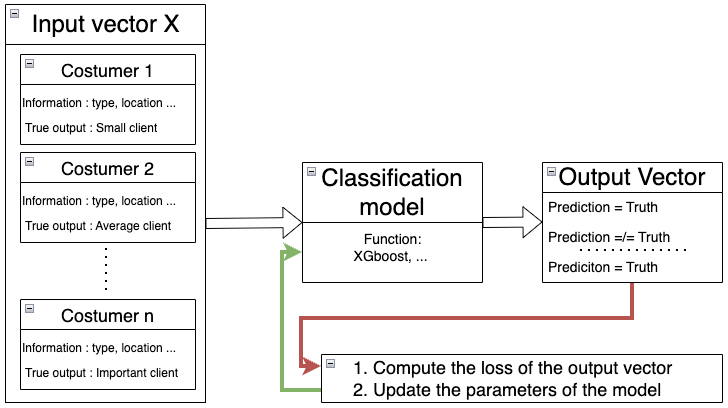 Input vector X
Costumer 1
Information : type, location ...
True output : Small client
Costumer 2
Information : type, location ...
True output : Average client
Costumer n
Information : type, location ...
True output : Important client
Classification
model
Function:
XGboost, ...
Output Vector
Prediction = Truth
Prediction =/= Truth
Prediciton = Truth
1. Compute the loss of the output vector
2. Update the parameters of the model